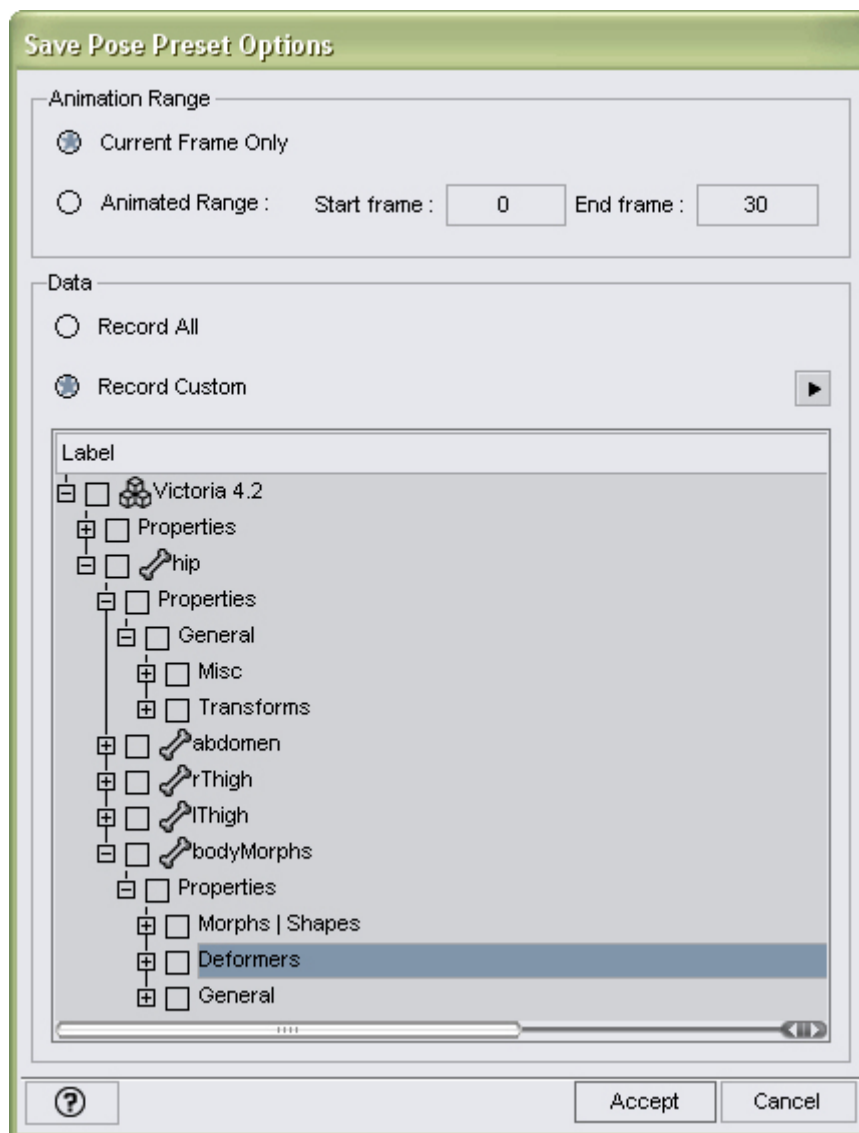 Save Pose Preset Options
Animation Range
Current Frame Only
Animated Range : Start frame : 0 End frame : 30
Data
Record All
Record Custom
Label
Victoria 4.2
Properties
hip
Properties
General
Misc
Transforms
abdomen
rThigh
lThigh
bodyMorphs
Properties
Morphs | Shapes
Deformers
General
Accept Cancel